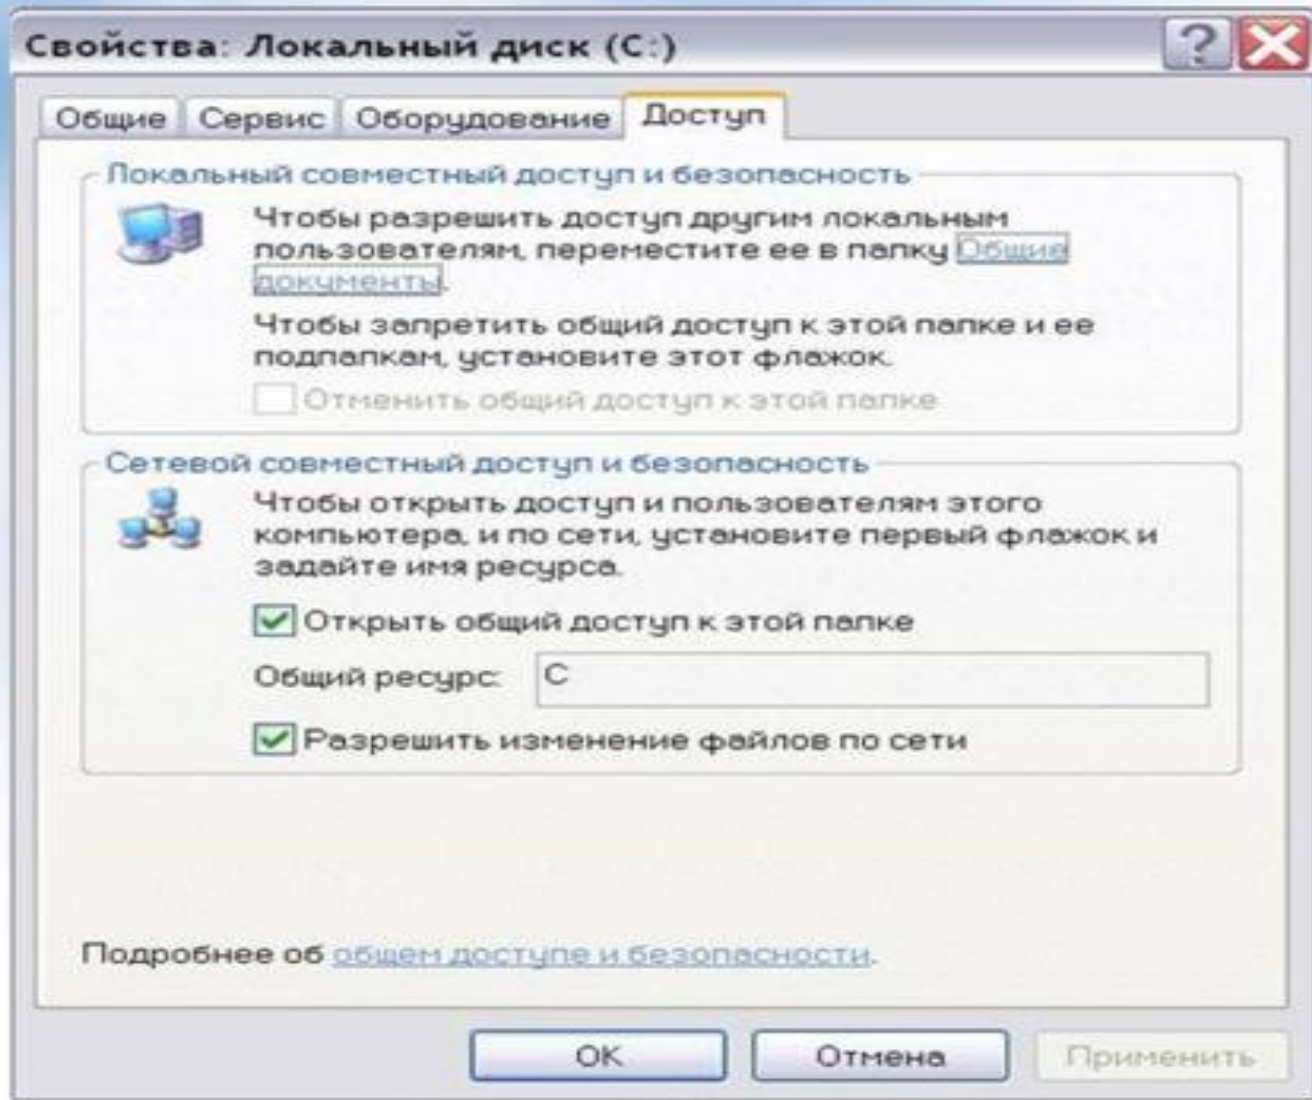 Свойства: Локальный диск (C:)
Общие Сервис Оборудование Доступ
Локальный совместный доступ и безопасность
Чтобы разрешить доступ другим локальным
пользователям, переместите ее в папку Общие
документы.
Чтобы запретить общий доступ к этой папке и ее
подпапкам, установите этот флажок.
Отменить общий доступ к этой папке
Сетевой совместный доступ и безопасность
Чтобы открыть доступ и пользователям этого
компьютера, и по сети, установите первый флажок и
задайте имя ресурса.
Открыть общий доступ к этой папке
Общий ресурс: C
Разрешить изменение файлов по сети
Подробнее об общем доступе и безопасности.
OK Отмена Применить